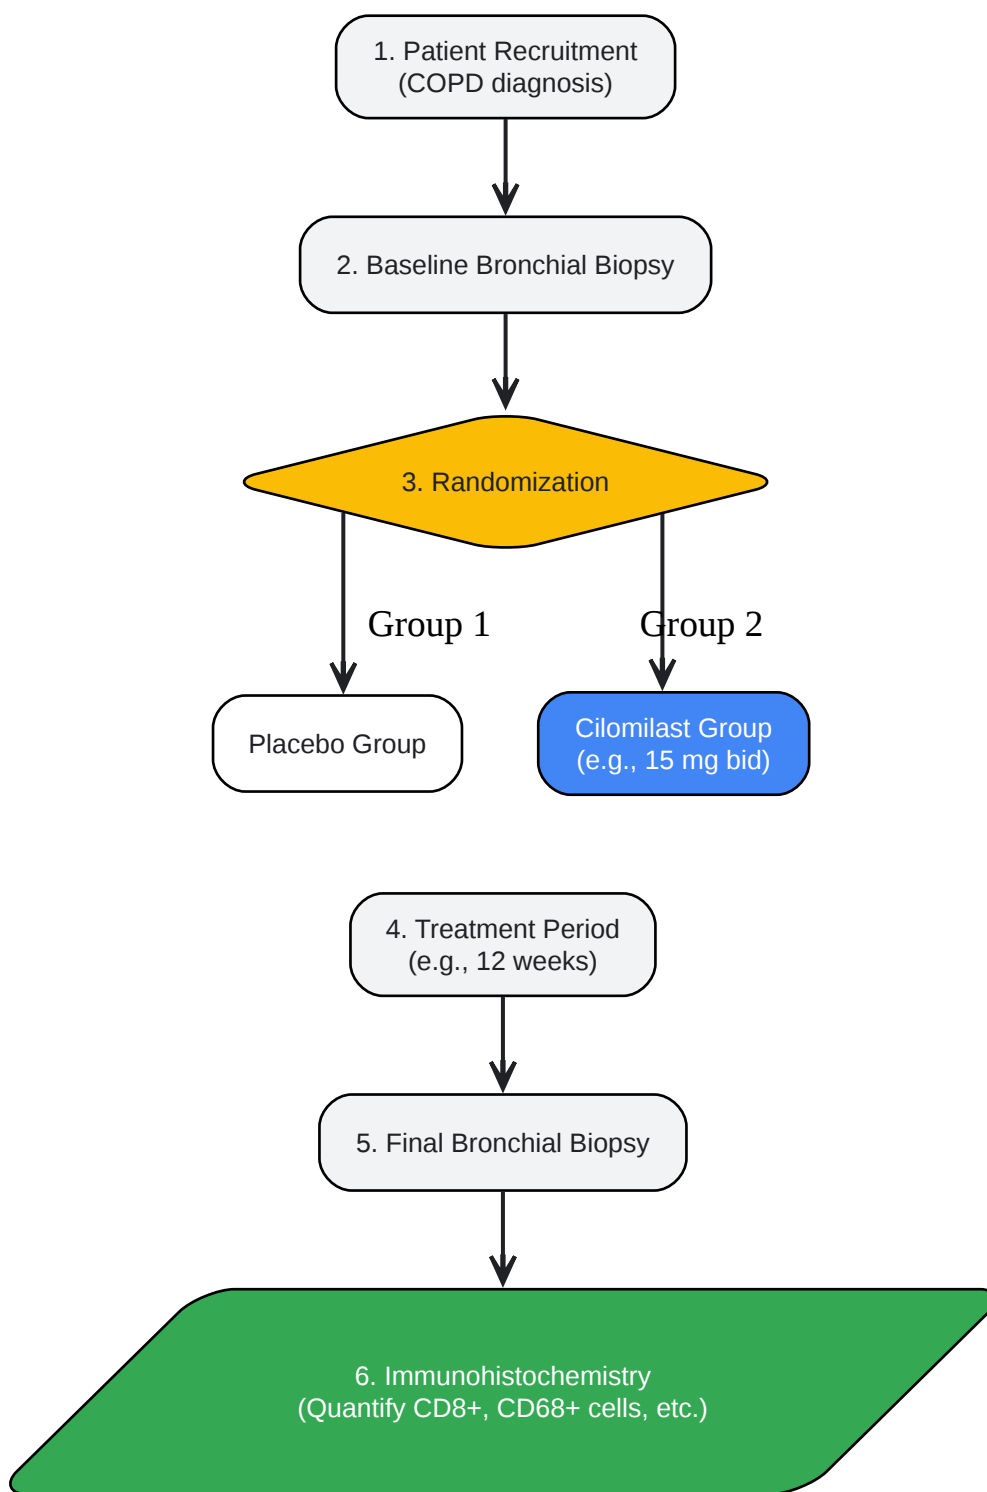 1. Patient Recruitment
(COPD diagnosis)
2. Baseline Bronchial Biopsy
3. Randomization
Group 1
Group 2
Placebo Group
Cilomilast Group
(e.g., 15 mg bid)
4. Treatment Period
(e.g., 12 weeks)
5. Final Bronchial Biopsy
6. Immunohistochemistry
(Quantify CD8+, CD68+ cells, etc.)